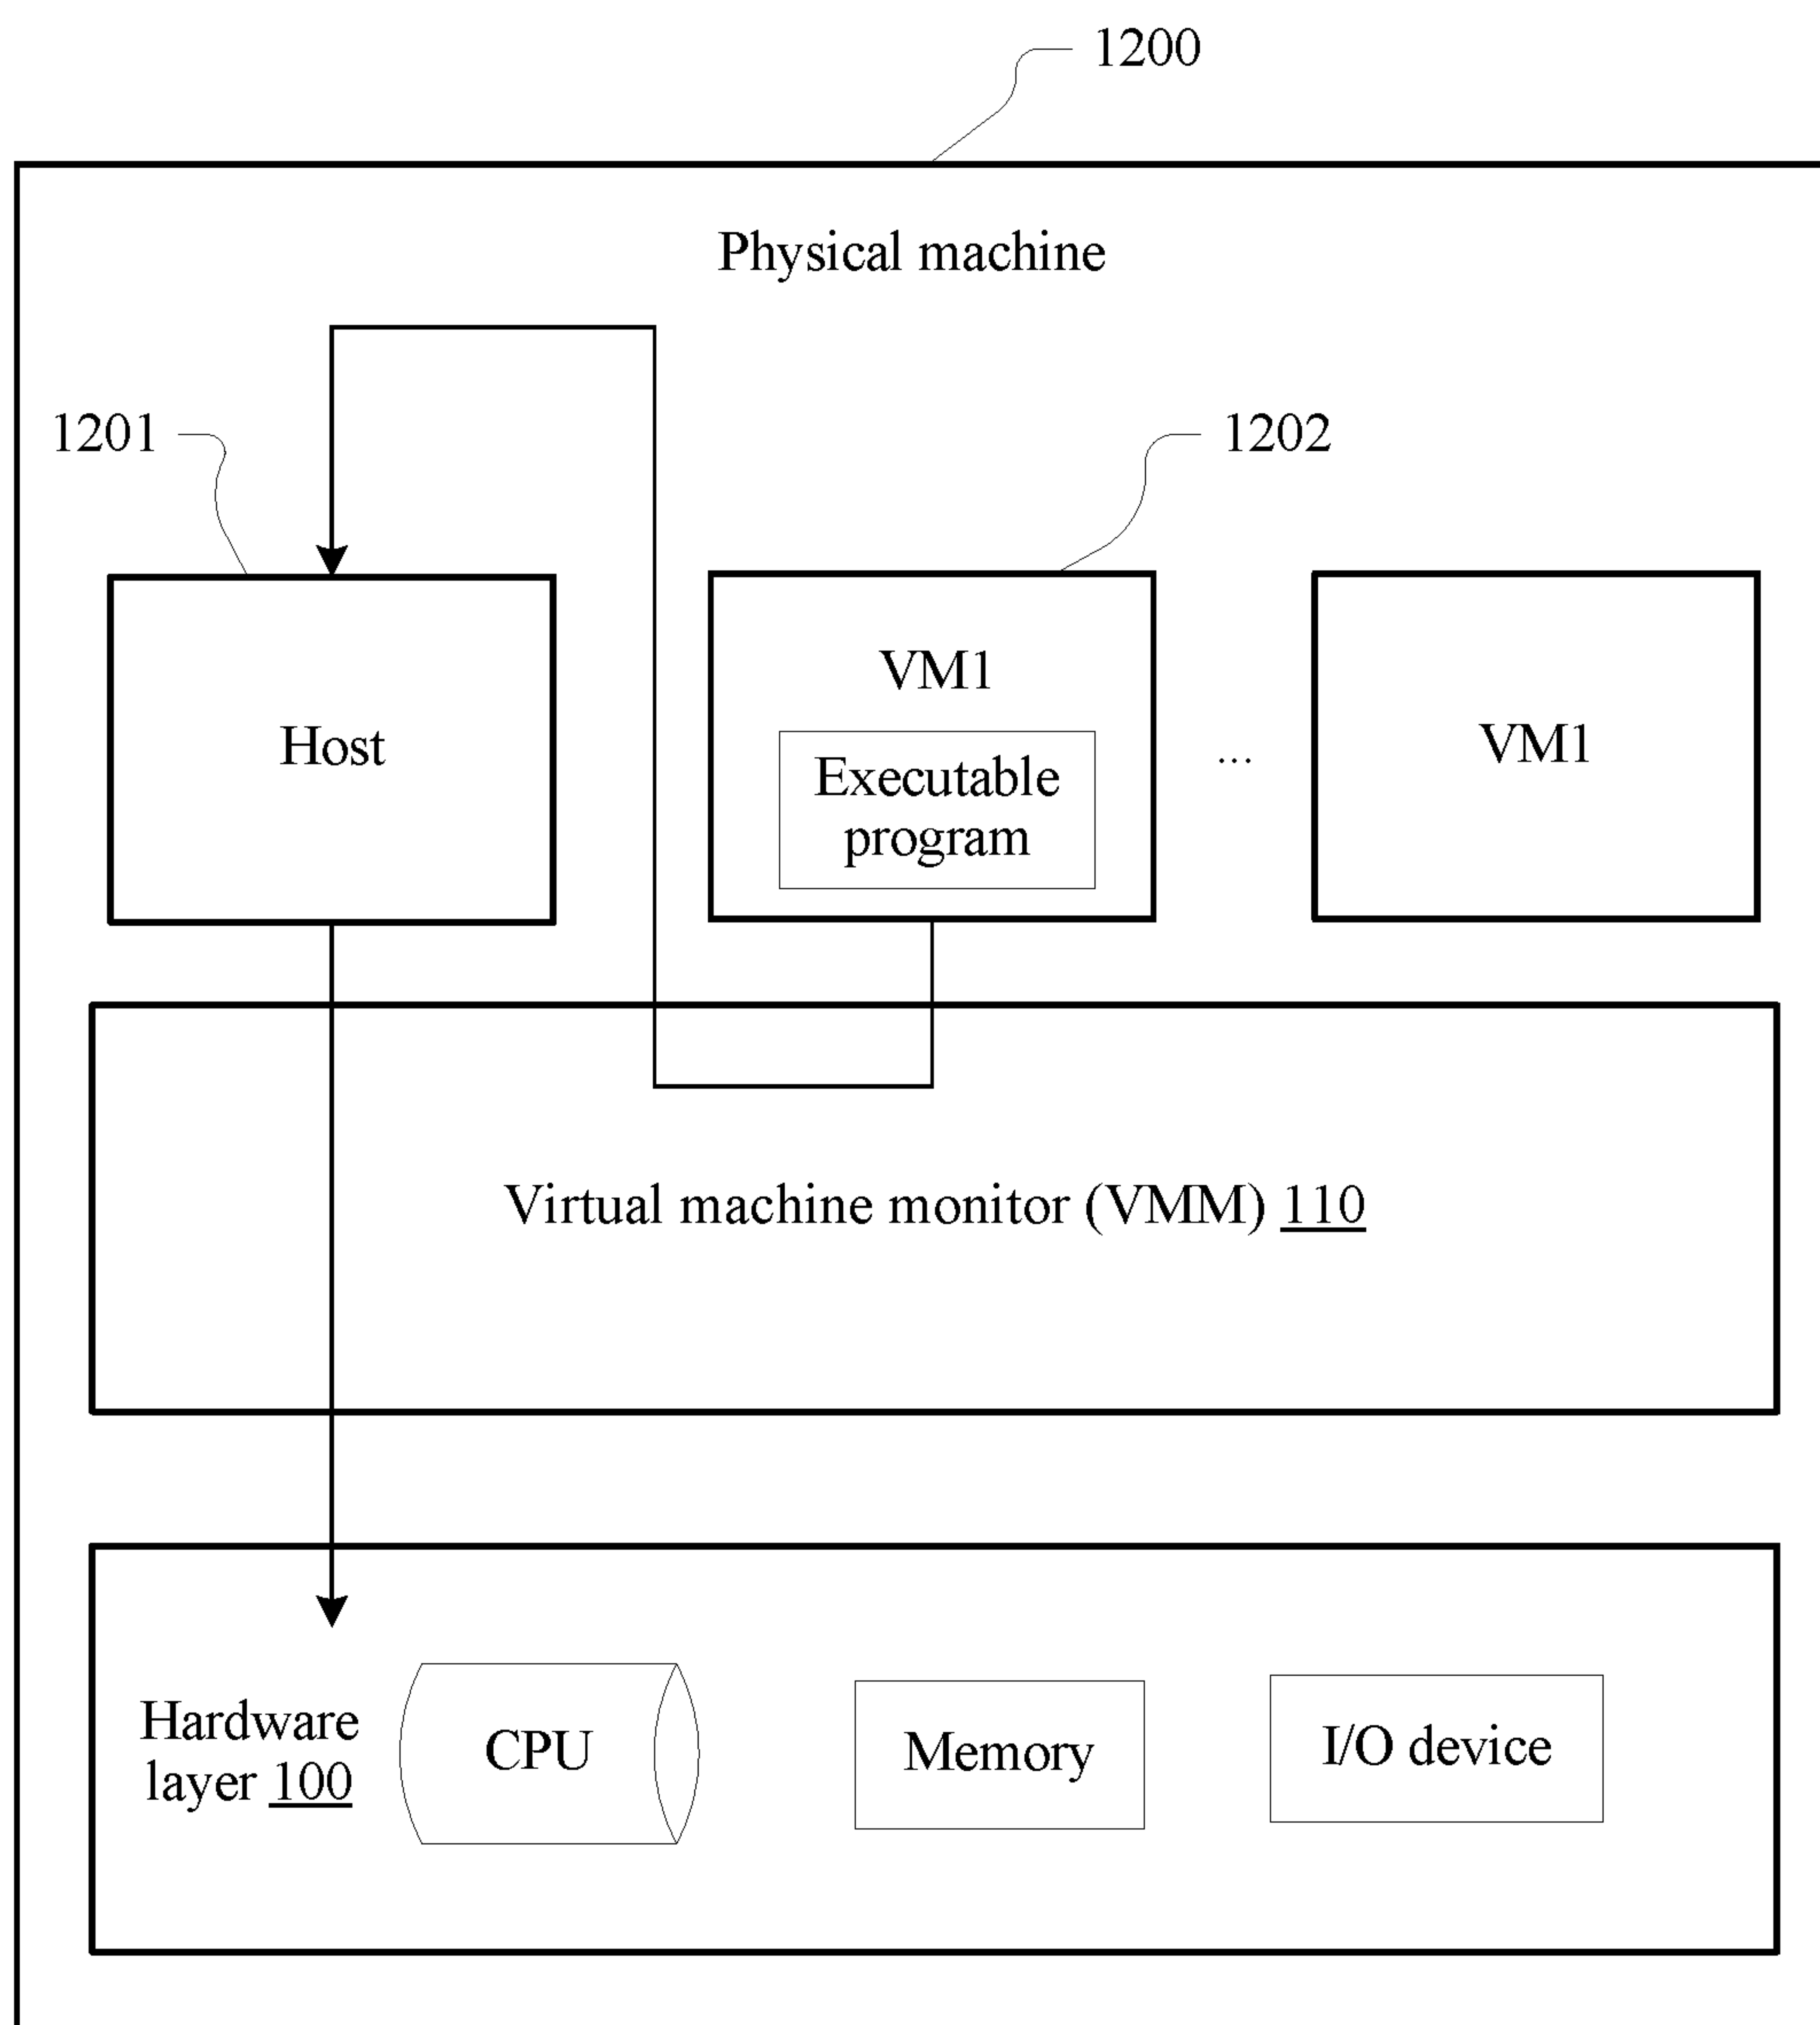 1200
Physical machine
1201
1202
Host
VM1
Executable
program
...
VM1
Virtual machine monitor (VMM) 110
Hardware
layer 100
CPU
Memory
I/O device